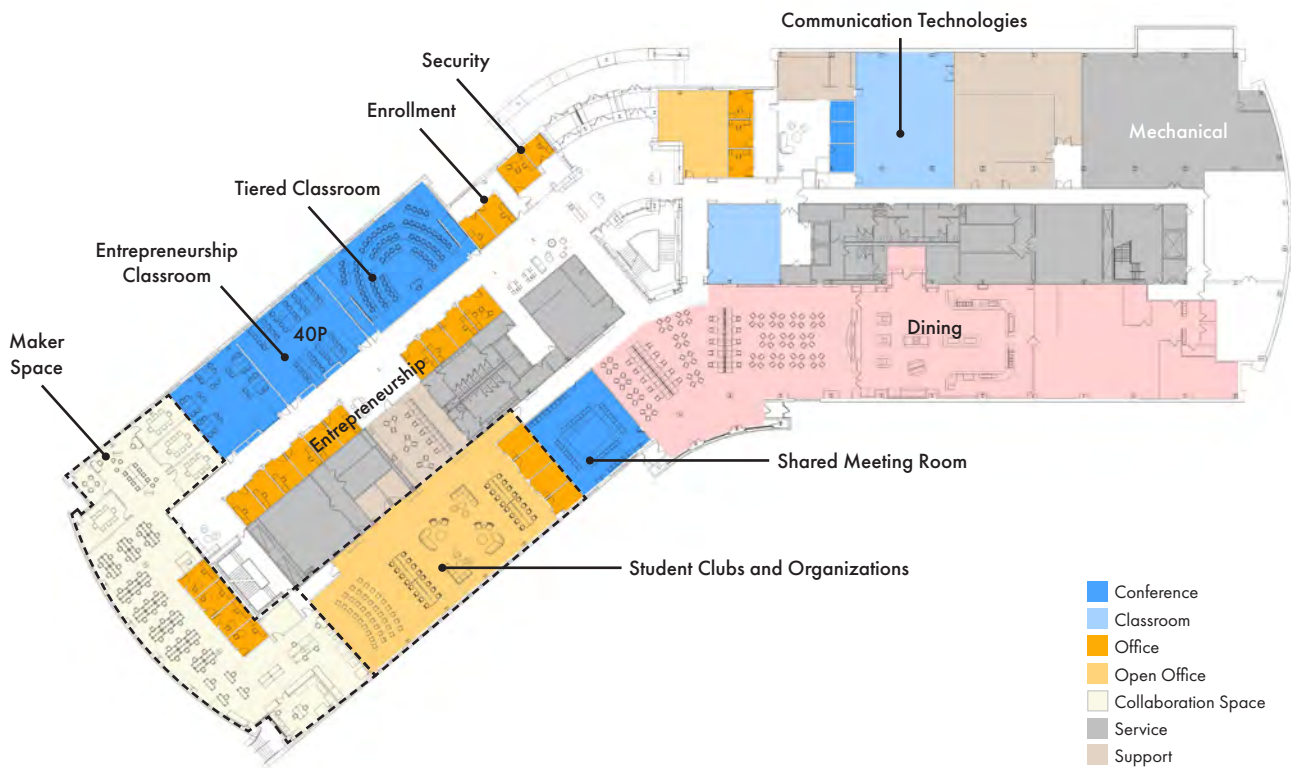 Communication Technologies
Security
Enrollment
Mechanical
Tiered Classroom
Entrepreneurship
Classroom
40P
Dining
Maker
Space
Entrepreneurship
Shared Meeting Room
Student Clubs and Organizations
Conference
Classroom
Office
Open Office
Collaboration Space
Service
Support